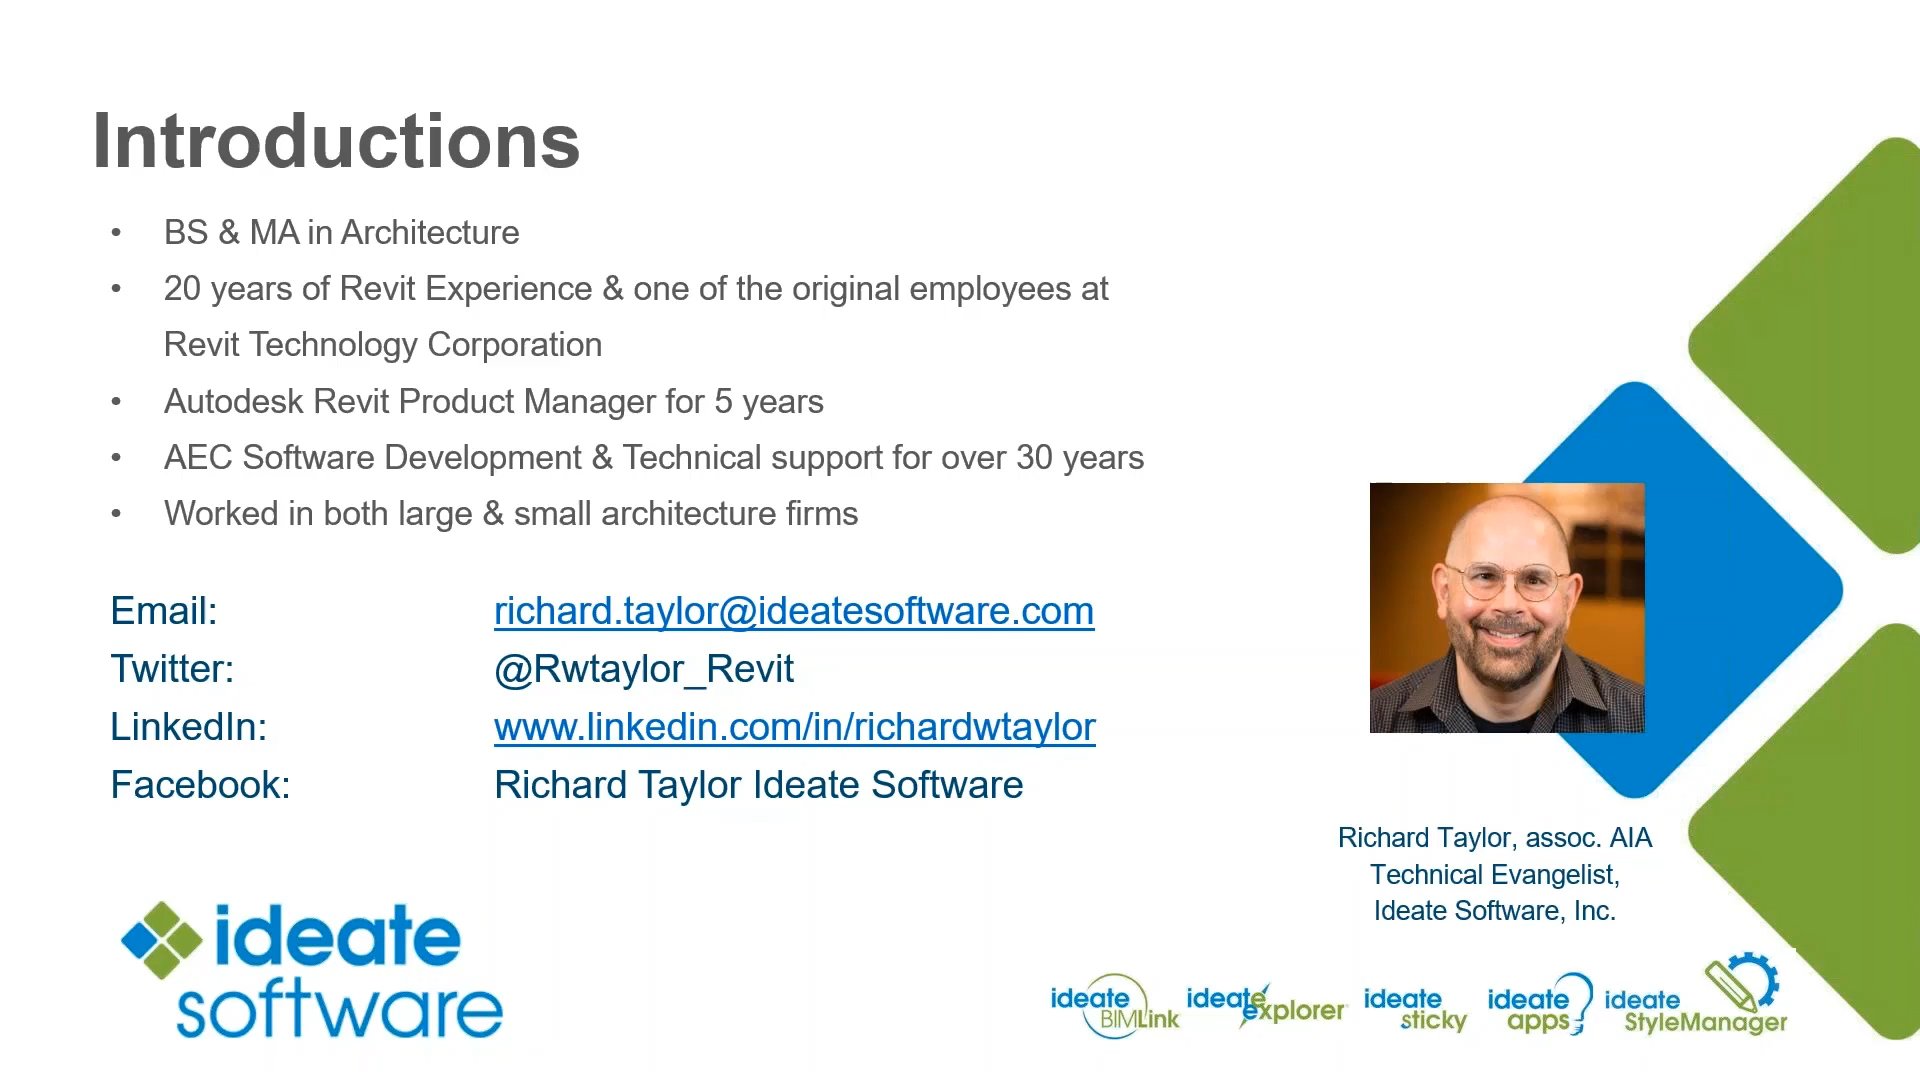 Introductions
• BS & MA in Architecture
• 20 years of Revit Experience & one of the original employees at
Revit Technology Corporation
• Autodesk Revit Product Manager for 5 years
• AEC Software Development & Technical support for over 30 years
• Worked in both large & small architecture firms
Email: richard.taylor@ideatesoftware.com
Twitter: @Rwtaylor_Revit
LinkedIn: www.linkedin.com/in/richardwtaylor
Facebook: Richard Taylor Ideate Software
Richard Taylor, assoc. AIA
Technical Evangelist,
Ideate Software, Inc.
ideate
software
ideate
BIMLink
ideate
explorer
ideate
sticky
ideate
apps
ideate
StyleManager